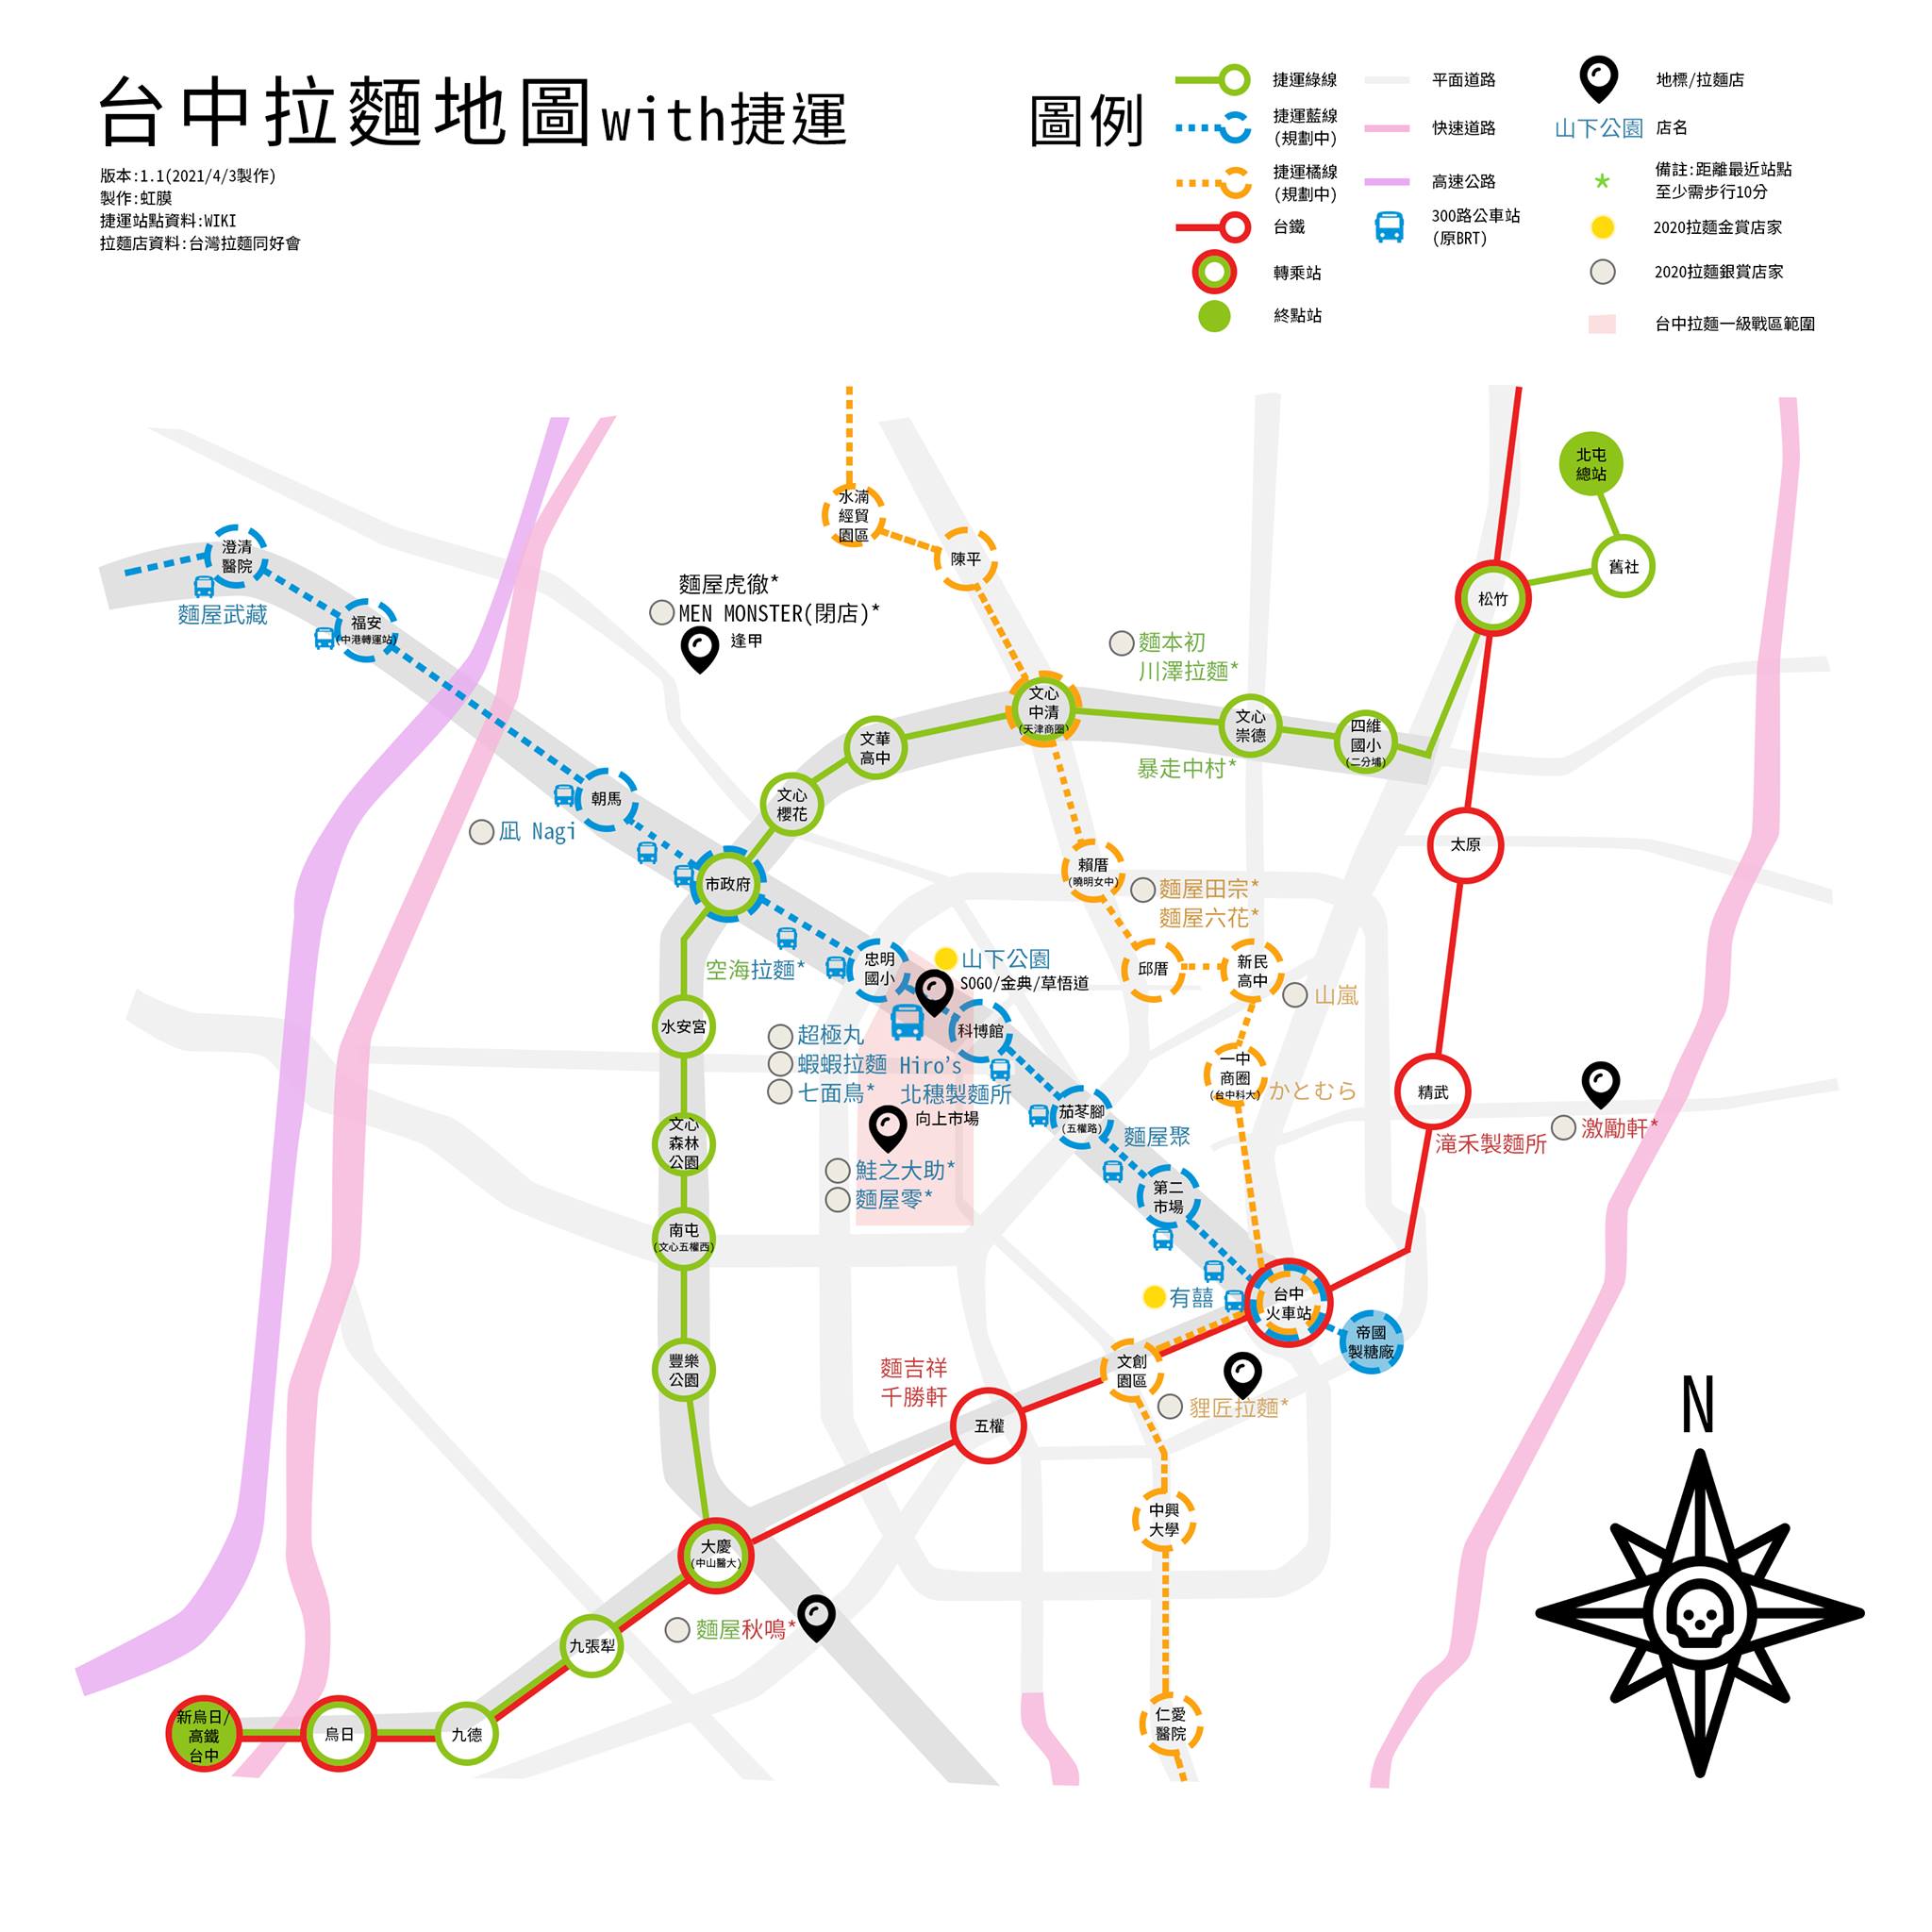 台中拉麵地圖with捷運
版本:1.1(2021/4/3製作)
製作:虹膜
捷運站點資料:WIKI
拉麵店資料:台灣拉麵同好會
圖例
捷運綠線
捷運藍線
(規劃中)
捷運橘線
(規劃中)
台鐵
轉乘站
終點站
平面道路
快速道路
高速公路
300路公車站
(原BRT)
地標/拉麵店
山下公園 店名
* 備註:距離最近站點
至少需步行10分
2020拉麵金賞店家
2020拉麵銀賞店家
台中拉麵一級戰區範圍
北屯
總站
舊社
松竹
水湳
經貿
園區
陳平
澄清
醫院
麵屋武藏
福安
(中港轉運站)
麵屋虎徹*
MEN MONSTER(閉店)*
逢甲
麵本初
川澤拉麵*
文心
中清
(天津商圈)
文心
崇德
四維
國小
(二分埔)
暴走中村*
文華
高中
文心
櫻花
朝馬
凪 Nagi
市政府
太原
賴厝
(曉明女中)
麵屋田宗*
麵屋六花*
邱厝
新民
高中
山嵐
忠明
國小
空海拉麵*
山下公園
SOGO/金典/草悟道
科博館
水安宮
超極丸
蝦蝦拉麵
七面鳥*
Hiro's
北穗製麵所
向上市場
一中
商圈
(台中科大)
かとむら
精武
滝禾製麵所
激勵軒*
茄苳腳
(五權路)
麵屋聚
文心
森林
公園
鮭之大助*
麵屋零*
第二
市場
南屯
(文心五權西)
有囍
台中
火車站
帝國
製糖廠
豐樂
公園
麵吉祥
千勝軒
文創
園區
貍匠拉麵*
五權
N
中興
大學
大慶
(中山醫大)
麵屋秋鳴*
九張犁
仁愛
醫院
新烏日/
高鐵
台中
烏日
九德